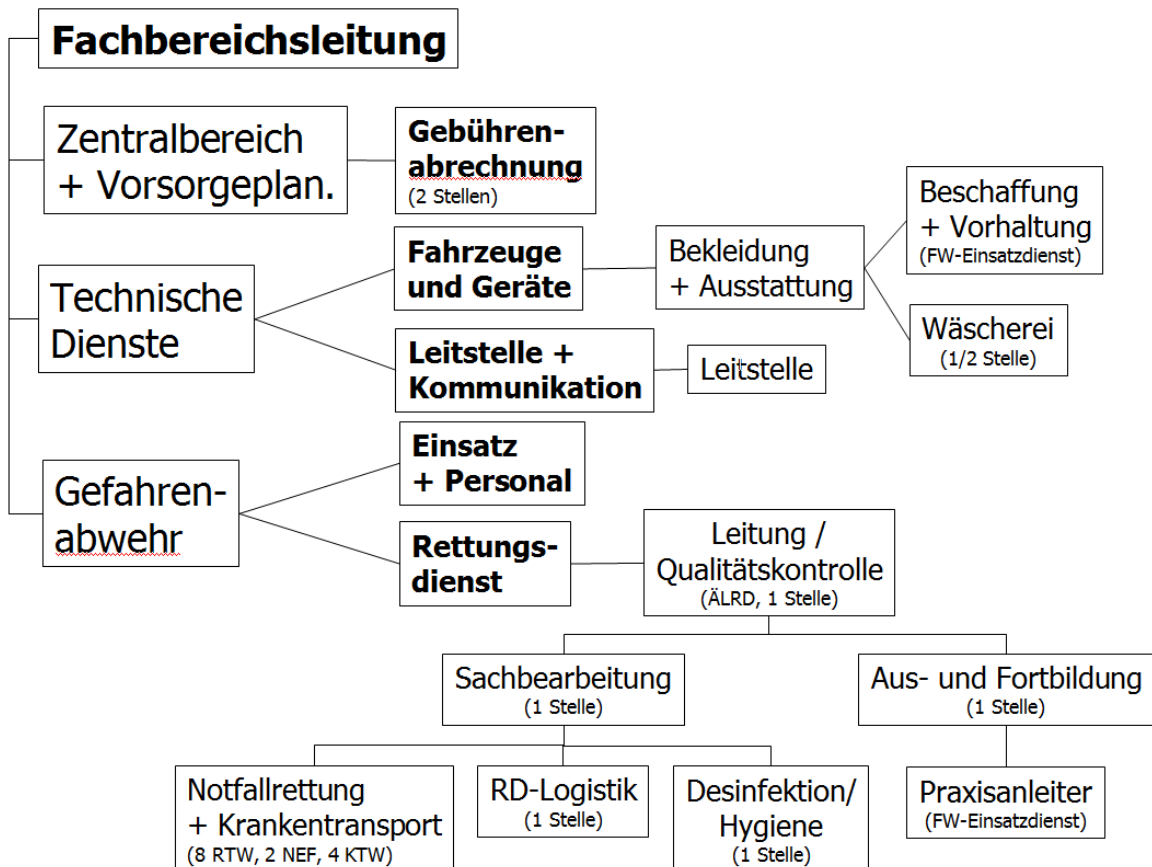 Fachbereichsleitung
Zentralbereich
+ Vorsorgeplan.
Gebühren-
abrechnung
(2 Stellen)
Technische
Dienste
Fahrzeuge
und Geräte
Bekleidung
+ Ausstattung
Beschaffung
+ Vorhaltung
(FW-Einsatzdienst)
Wäscherei
(1/2 Stelle)
Leitstelle +
Kommunikation
Leitstelle
Gefahren-
abwehr
Einsatz
+ Personal
Rettungs-
dienst
Leitung /
Qualitätskontrolle
(ÄLRD, 1 Stelle)
Sachbearbeitung
(1 Stelle)
Aus- und Fortbildung
(1 Stelle)
Notfallrettung
+ Krankentransport
(8 RTW, 2 NEF, 4 KTW)
RD-Logistik
(1 Stelle)
Desinfektion/
Hygiene
(1 Stelle)
Praxisanleiter
(FW-Einsatzdienst)